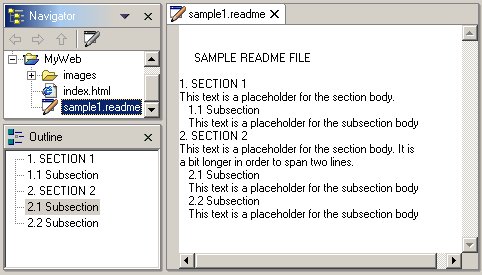 Navigator
MyWeb
images
index.html
sample1.readme
Outline
1. SECTION 1
1.1 Subsection
2. SECTION 2
2.1 Subsection
2.2 Subsection
sample1.readme
SAMPLE README FILE
1. SECTION 1
This text is a placeholder for the section body.
1.1 Subsection
This text is a placeholder for the subsection body
2. SECTION 2
This text is a placeholder for the section body. It is
a bit longer in order to span two lines.
2.1 Subsection
This text is a placeholder for the subsection body
2.2 Subsection
This text is a placeholder for the subsection body